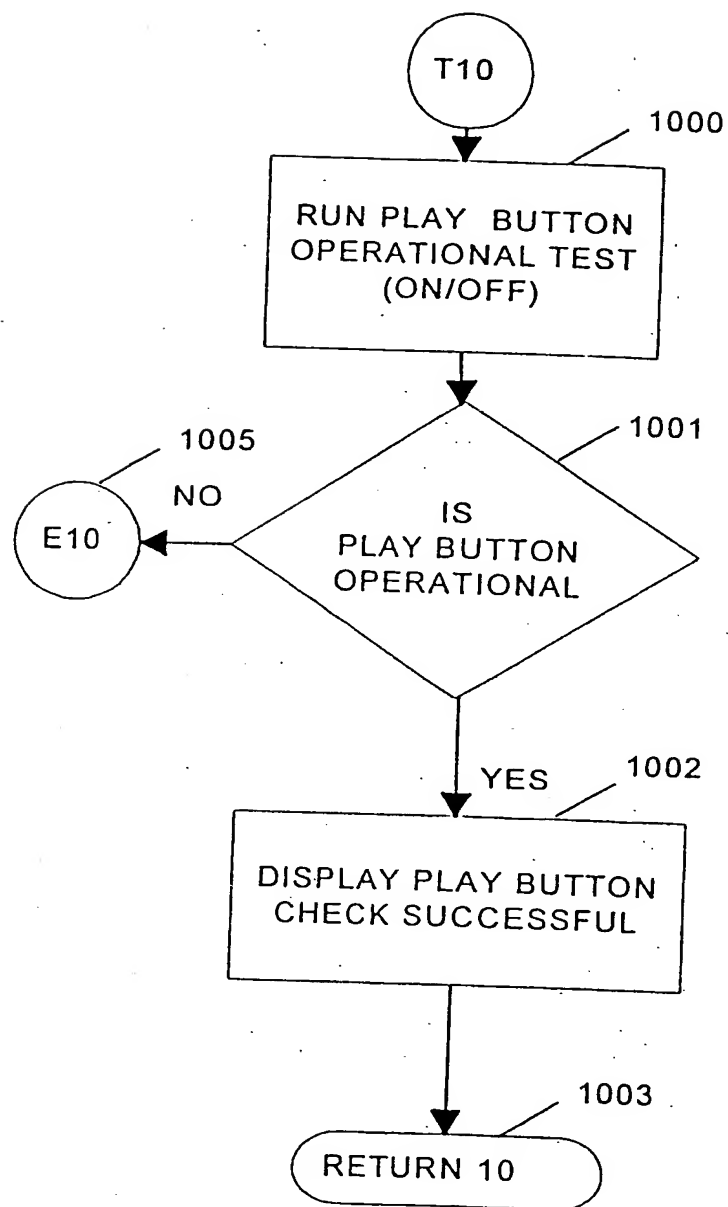 T10
1000
RUN PLAY BUTTON
OPERATIONAL TEST
(ON/OFF)
1001
1005
NO
E10
IS
PLAY BUTTON
OPERATIONAL
YES
1002
DISPLAY PLAY BUTTON
CHECK SUCCESSFUL
1003
RETURN 10